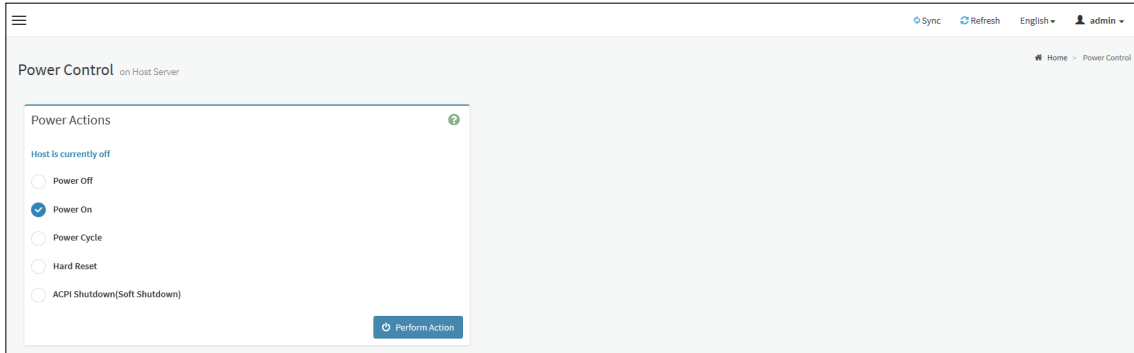 Sync Refresh English admin
Power Control on Host Server
Home > Power Control
Power Actions
Host is currently off
Power Off
Power On
Power Cycle
Hard Reset
ACPI Shutdown(Soft Shutdown)
Perform Action